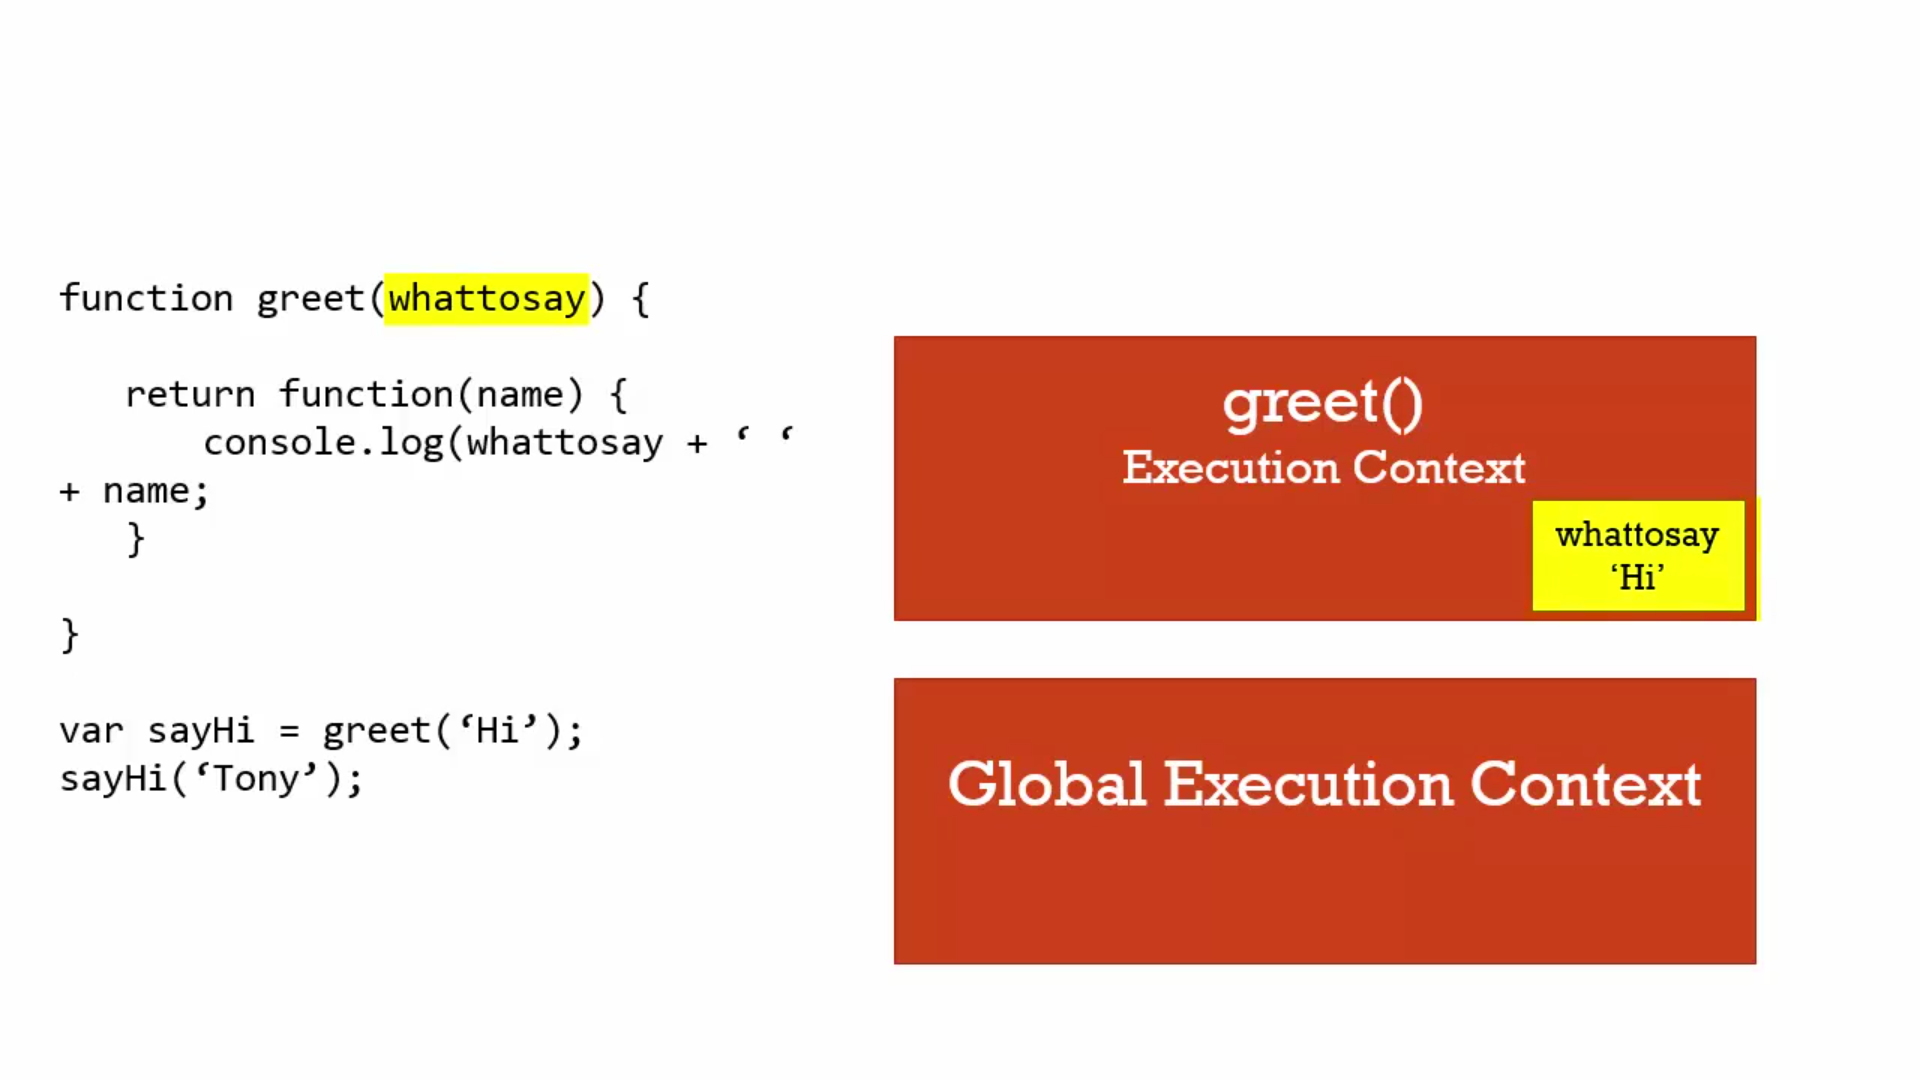 function greet(whattosay) {
return function(name) {
console.log(whattosay + ‘ ‘
+ name;
}
}
var sayHi = greet(‘Hi’);
sayHi(‘Tony’);
greet()
Execution Context
whattosay
‘Hi’
Global Execution Context